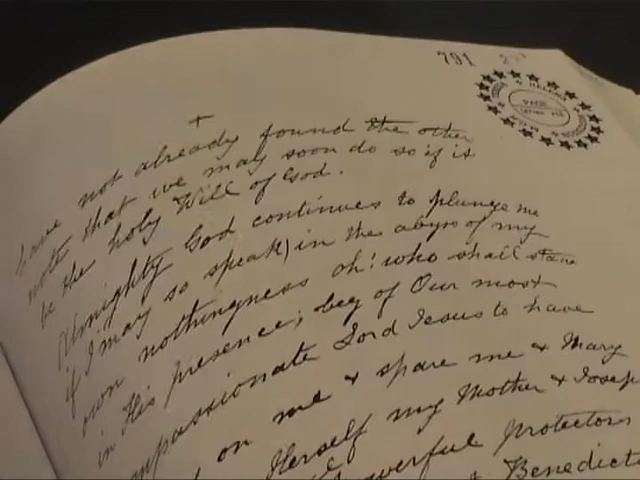 791
have not already found the other
note that we may soon do so if it
be the holy Will of God.
Almighty God continues to plunge me
if I may so speak) in the abyss of my
own nothingness oh! who shall stand
in His presence; beg of Our most
compassionate Lord Jesus to have
on me & spare me & Mary
Herself my Mother & Joseph
powerful protectors
& Benedict